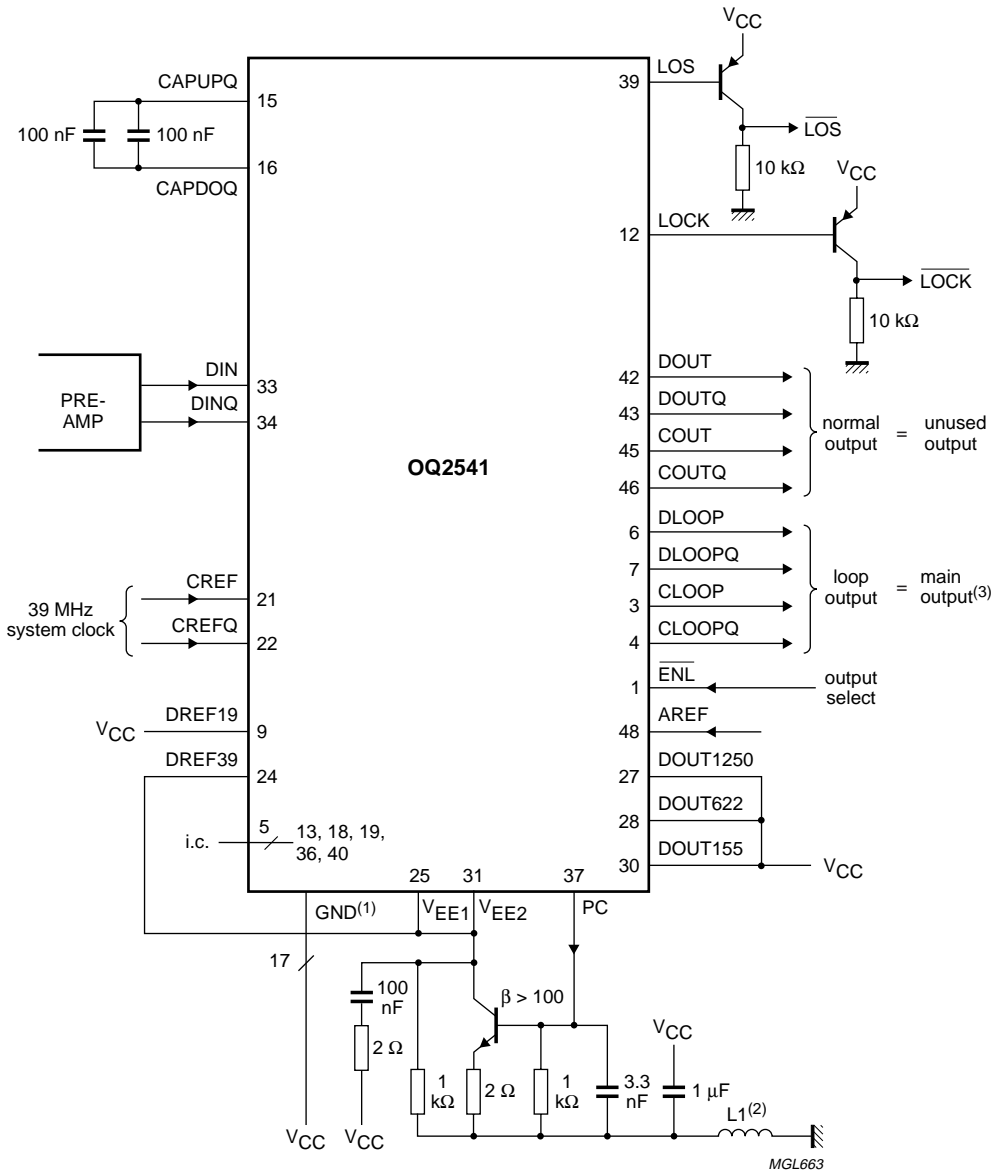 VCC
LOS
39
CAPUPQ
15
100 nF
100 nF
16
CAPDOQ
LOS
10 kΩ
VCC
LOCK
12
LOCK
10 kΩ
PRE-
AMP
DIN
33
DINQ
34
OQ2541
DOUT
42
DOUTQ
43
COUT
45
COUTQ
46
normal
output
=
unused
output
DLOOP
6
DLOOPQ
7
CLOOP
3
CLOOPQ
4
loop
output
=
main
output(3)
39 MHz
system clock
CREF
21
CREFQ
22
ENL
1
output
select
VCC
DREF19
9
AREF
48
DREF39
24
DOUT1250
27
DOUT622
28
DOUT155
30
VCC
i.c.
5
13, 18, 19,
36, 40
25
31
37
GND(1)
VEE1
VEE2
PC
17
100
nF
2 Ω
β > 100
1
kΩ
2 Ω
1
kΩ
3.3
nF
VCC
1 μF
L1(2)
VCC
VCC
MGL663